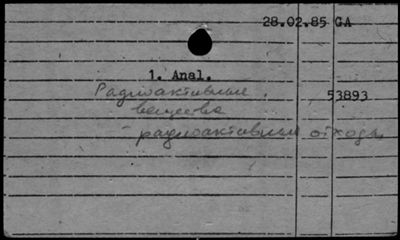 28.02.85 GA
1. Anal.
Радиоактивные
53893
вещества
- радиоактивные отходы